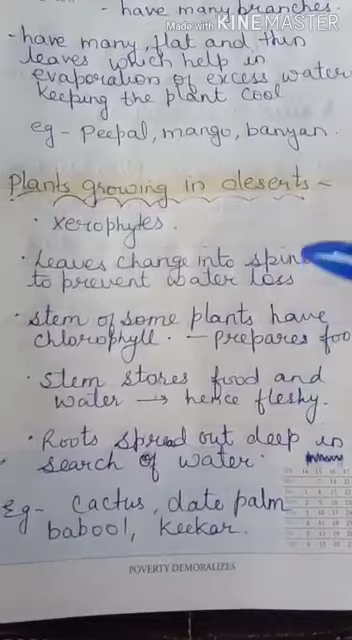 - have many branches.
Made with KINEMASTER
- have many, flat and thin
leaves which help in
evaporation of excess water
keeping the plant cool
eg - Peepal, mango, banyan.
Plants growing in deserts -
• xerophytes.
• Leaves change into spin
to prevent water loss
• stem of some plants have
chlorophyll. - prepares foo
• Stem stores food and
water → hence fleshy.
• Roots spread out deep in
search of water.
Eg - Cactus, date palm
babool, keekar.
POVERTY DEMORALIZES